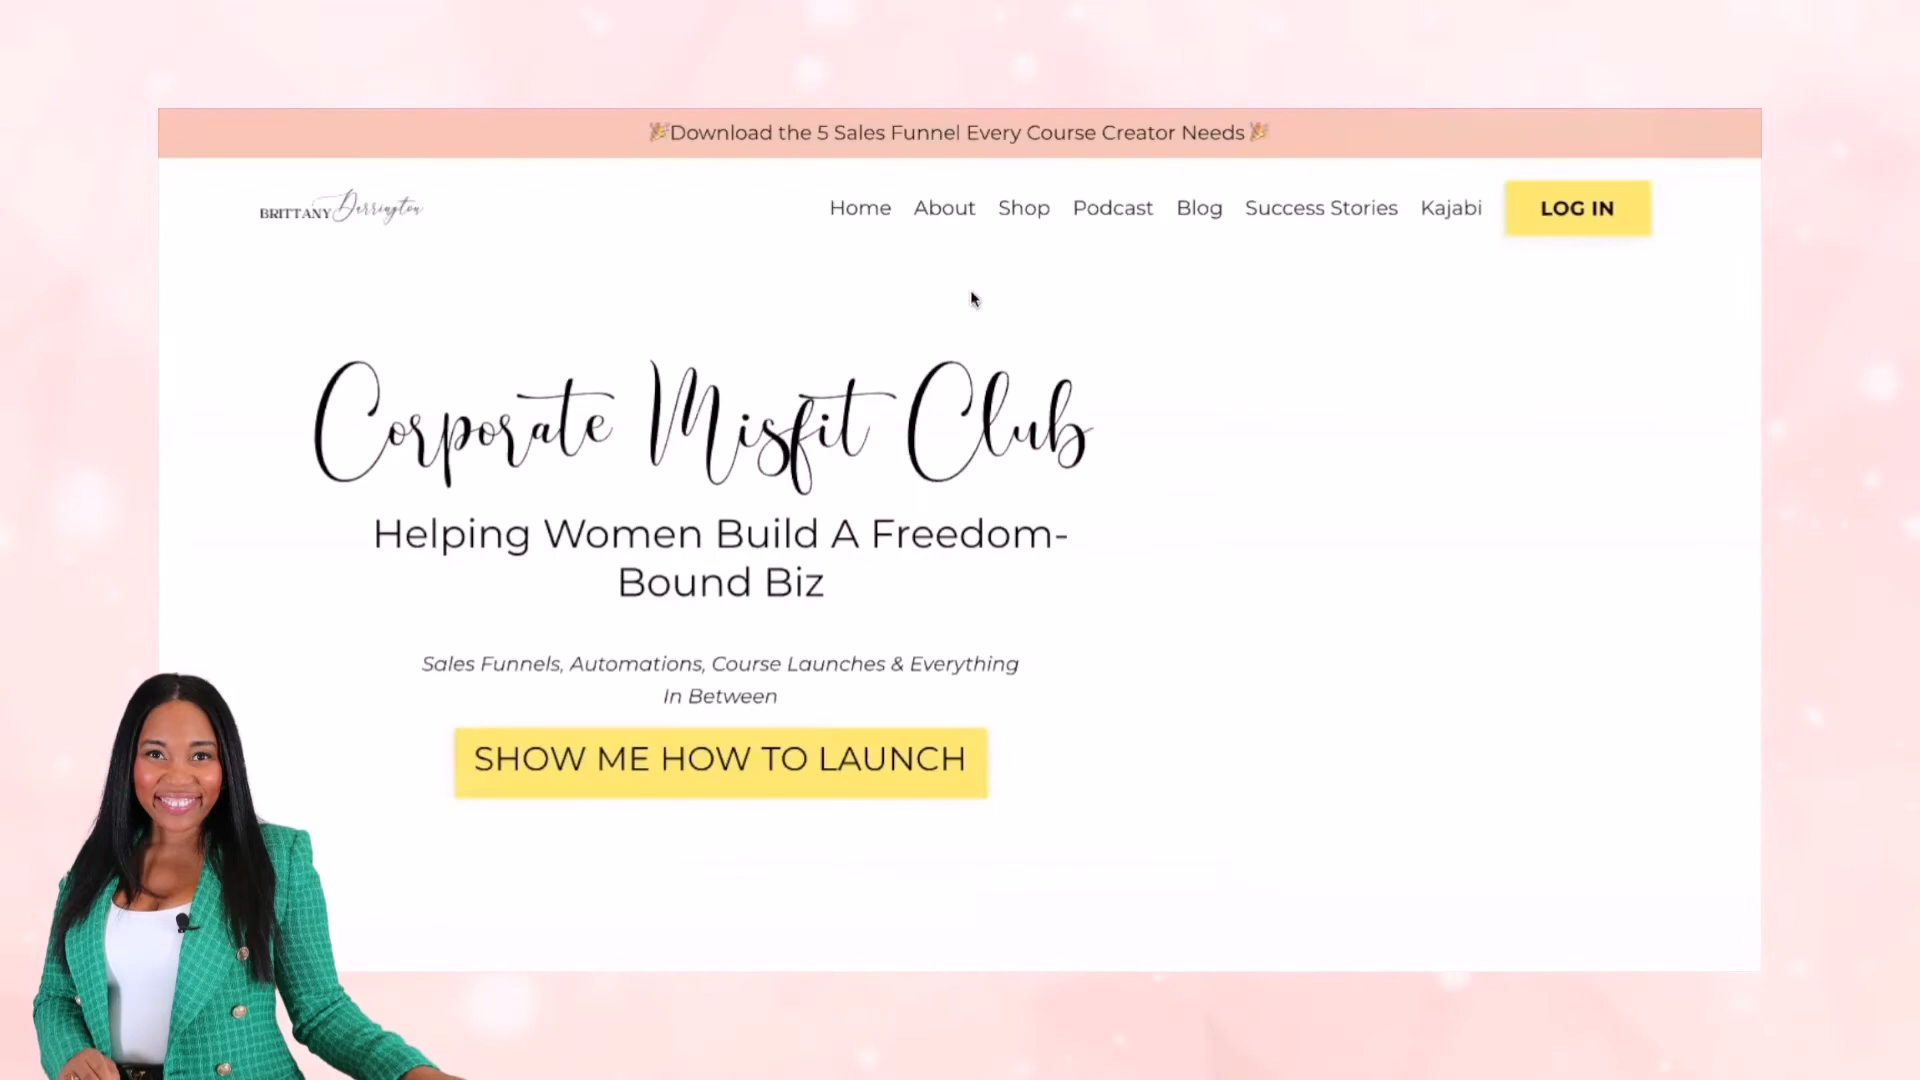 🎉Download the 5 Sales Funnel Every Course Creator Needs🎉
BRITTANY Darrington
Home About Shop Podcast Blog Success Stories Kajabi LOG IN
Corporate Misfit Club
Helping Women Build A Freedom-
Bound Biz
Sales Funnels, Automations, Course Launches & Everything
In Between
SHOW ME HOW TO LAUNCH